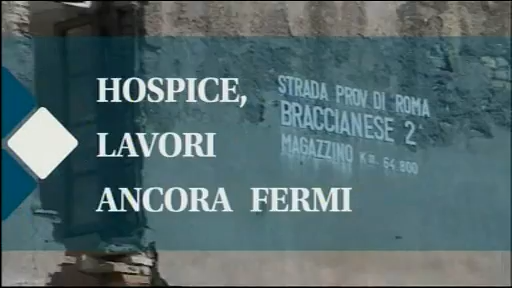 HOSPICE,
LAVORI
ANCORA FERMI
STRADA PROV. DI ROMA
BRACCIANESE 2
MAGAZZINO Km. 64.800